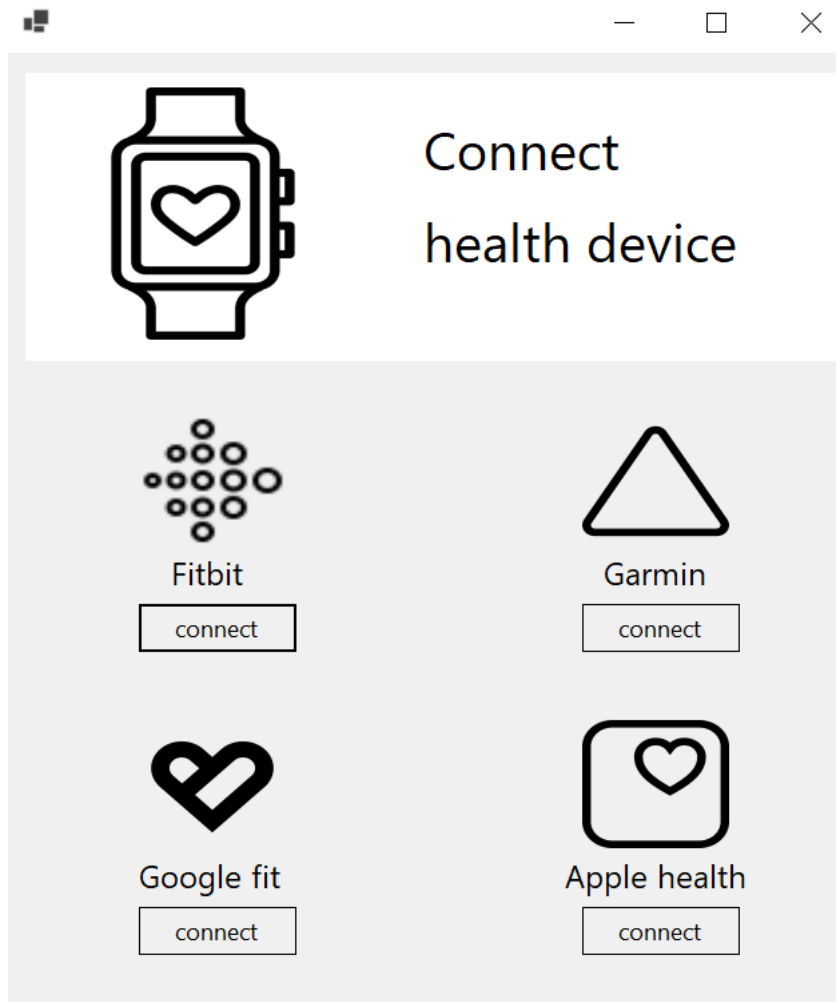 Connect
health device
Fitbit
Garmin
connect
connect
Google fit
Apple health
connect
connect